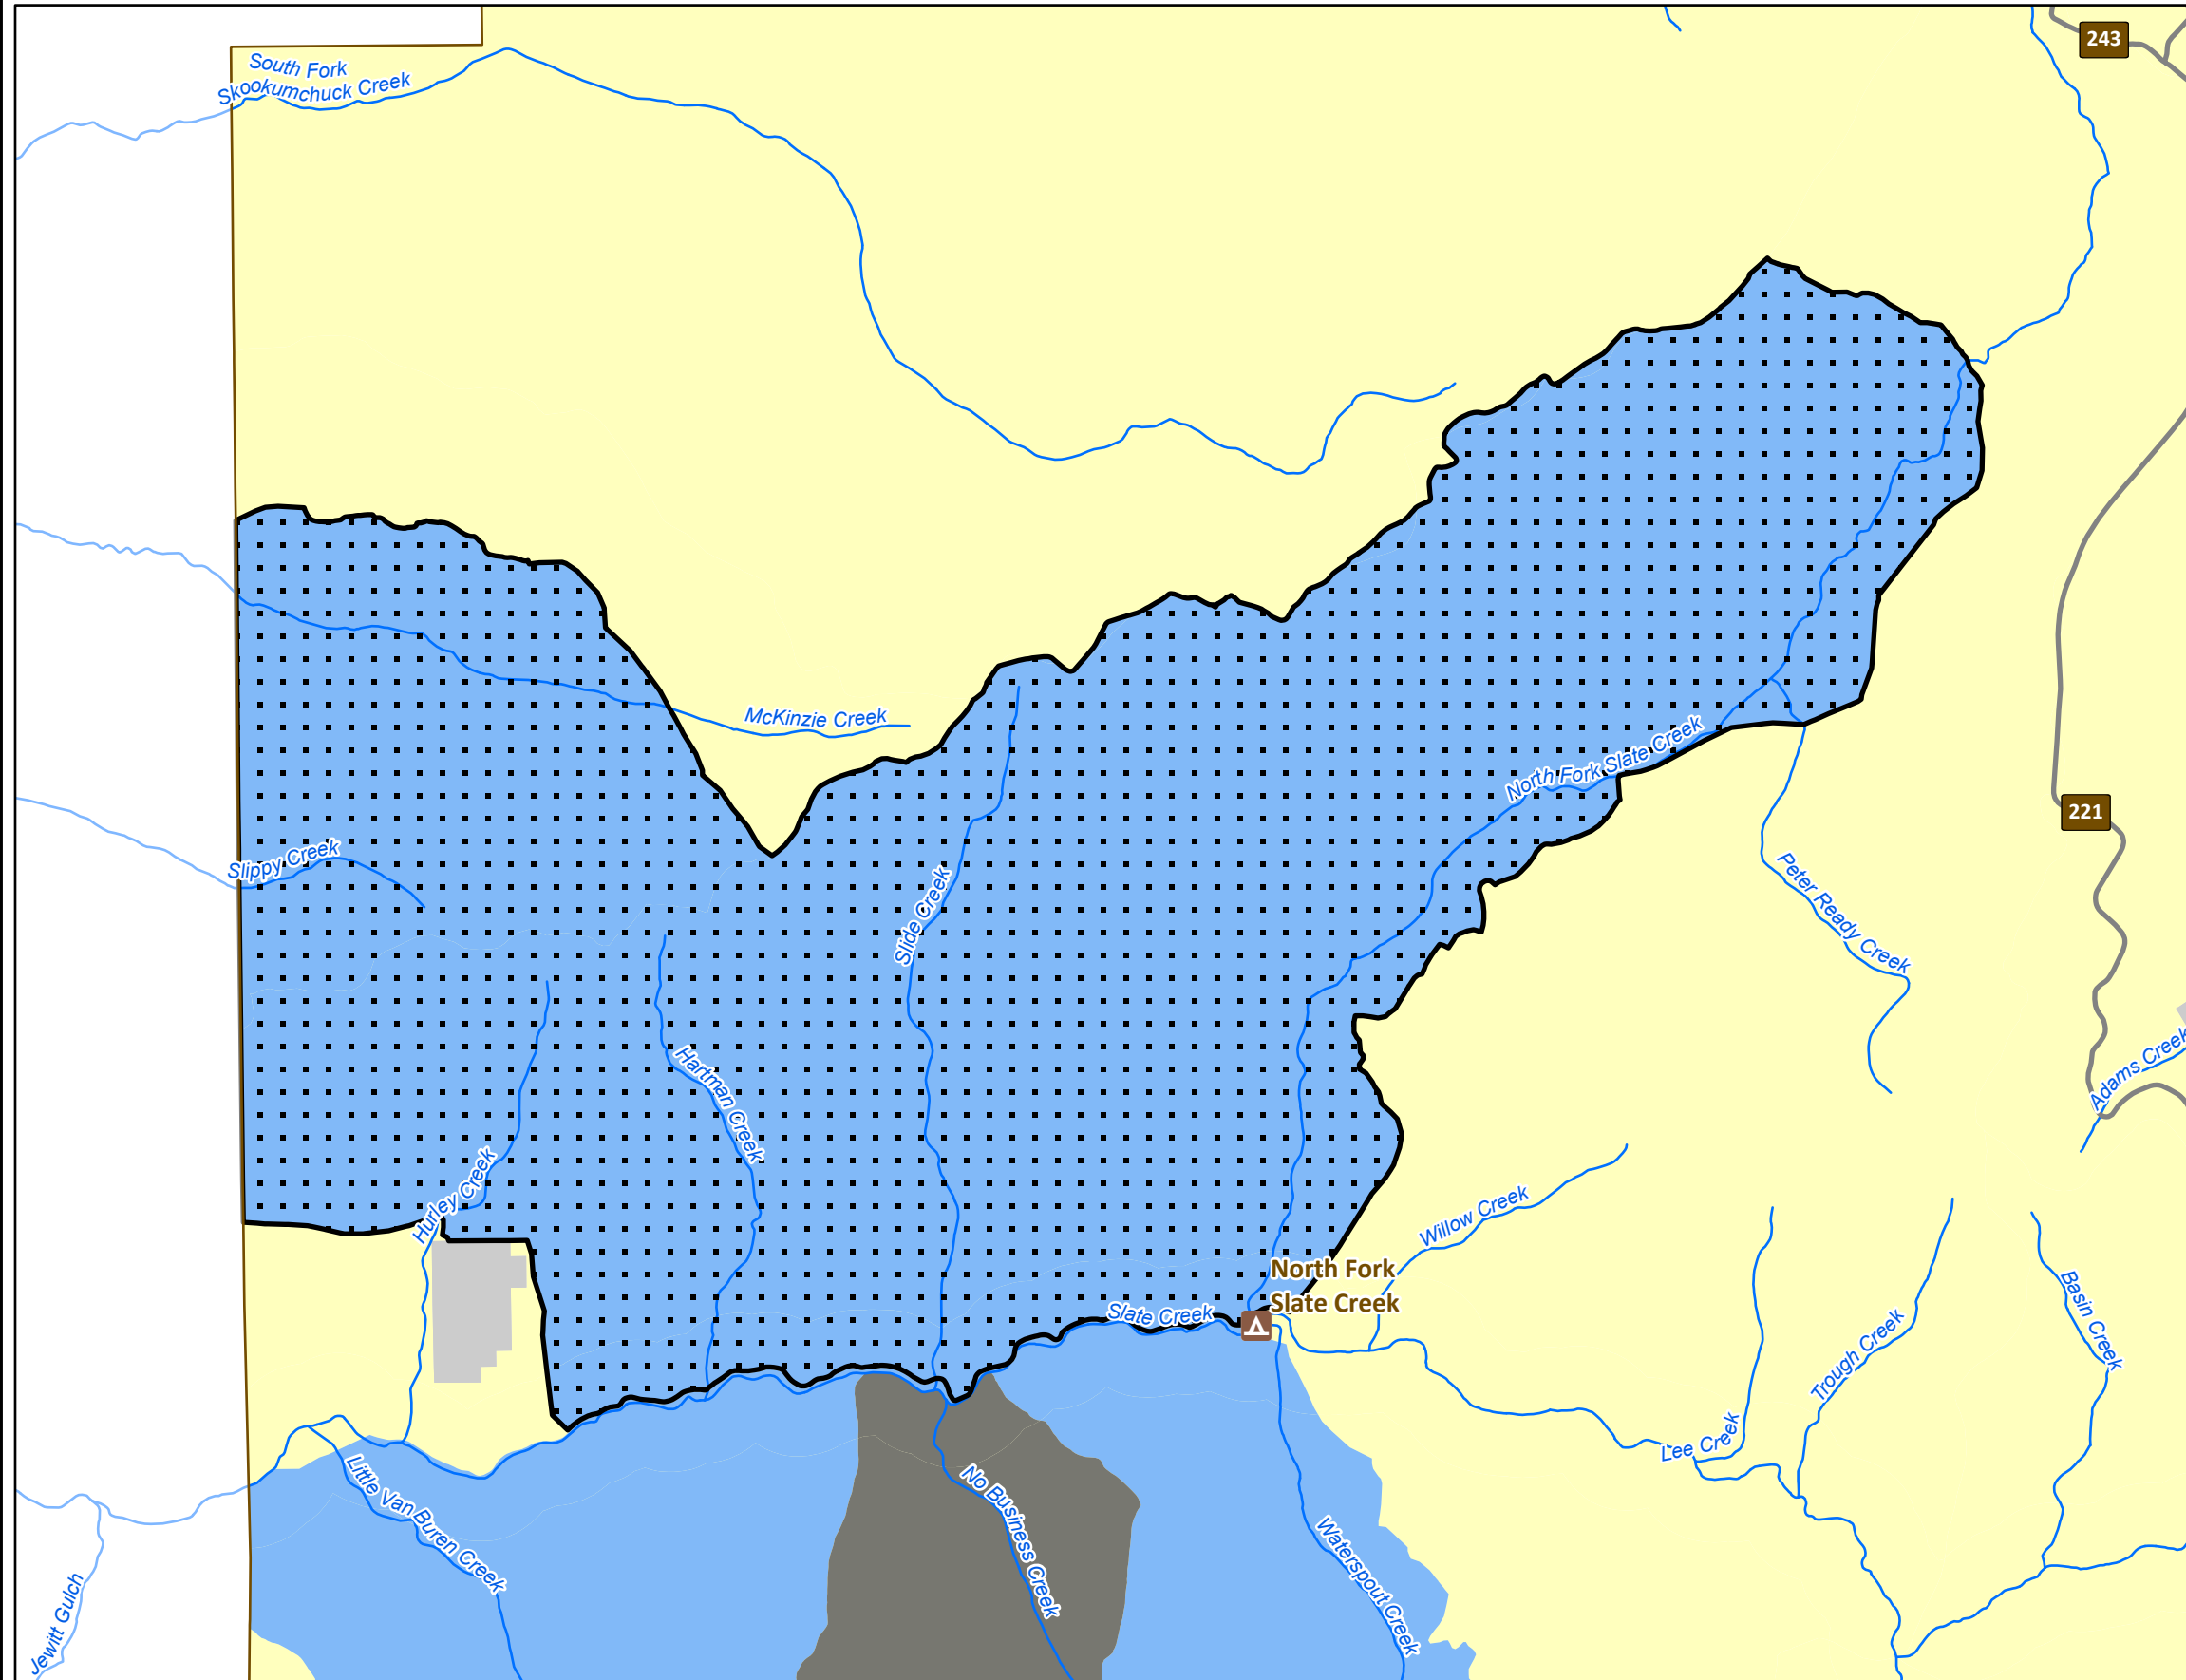 243
South Fork
Skookumchuck Creek
McKinzie Creek
North Fork Slate Creek
221
Slippy Creek
Slide Creek
Peter Ready Creek
Hartman Creek
Adams Creek
Hurley Creek
Willow Creek
North Fork
Slate Creek
Slate Creek
Basin Creek
Trough Creek
Lee Creek
Little Van Buren Creek
No Business Creek
Waterspout Creek
Jewitt Gulch